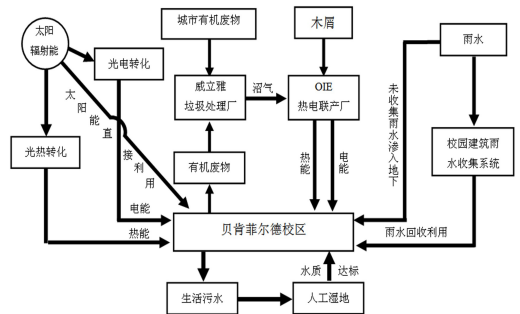 太阳
辐射能
城市有机废物
木屑
雨水
光电转化
威立雅
垃圾处理厂
沼气
OIE
热电联产厂
太阳能直接利用
未收集雨水渗入地下
光热转化
有机废物
热能
电能
校园建筑雨
水收集系统
电能
热能
贝肯菲尔德校区
雨水回收利用
水质 达标
生活污水
人工湿地